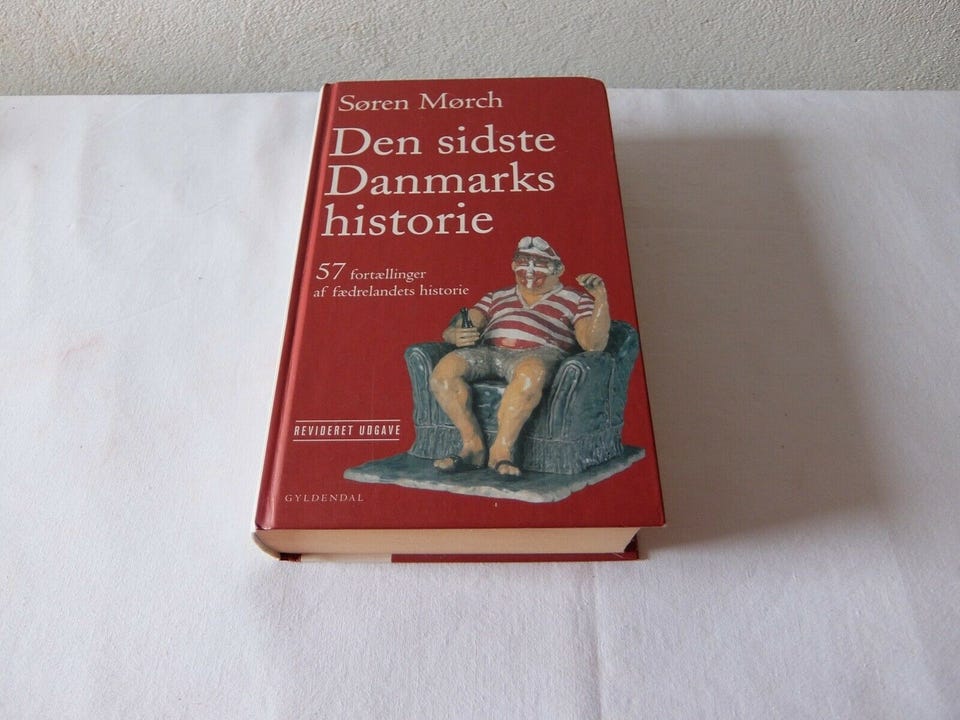 Søren Mørch
Den sidste
Danmarks
historie
57 fortællinger
af fædrelandets historie
REVIDERET UDGAVE
GYLDENDAL